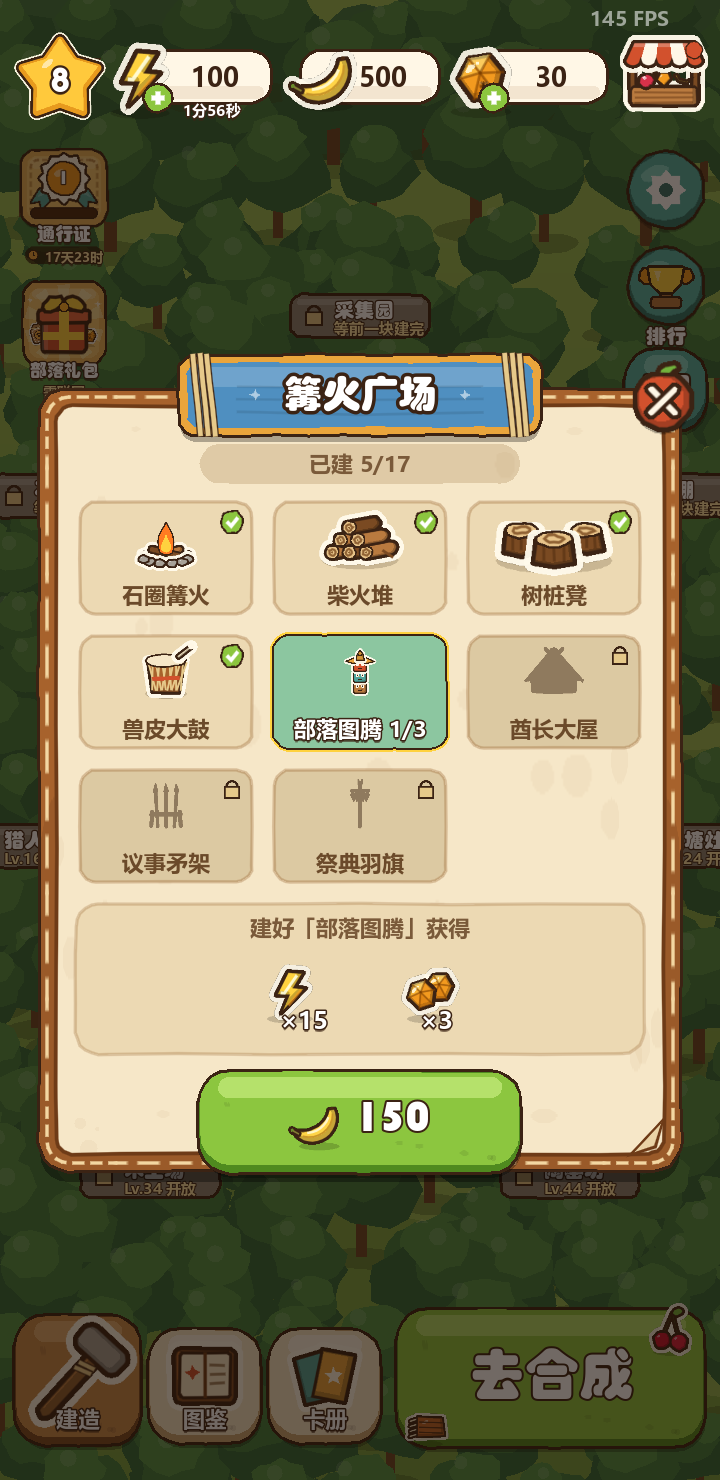 145 FPS
8
100
500
30
1分56秒
通行证
17天23时
部落礼包
排行
采集园
等前一块建完
篝火广场
已建 5/17
石圈篝火
柴火堆
树桩凳
兽皮大鼓
部落图腾 1/3
酋长大屋
议事矛架
祭典羽旗
猎人
Lv.16
塘灶
24 开
建好「部落图腾」获得
×15
×3
150
Lv.34 开放
Lv.44 开放
建造
图鉴
卡册
去合成